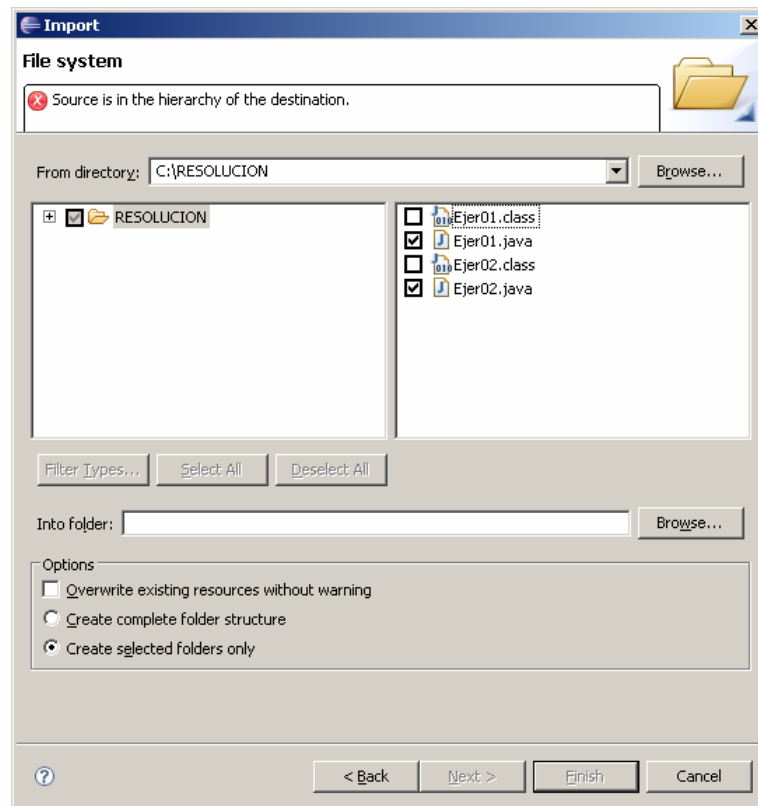 Import
File system
Source is in the hierarchy of the destination.
From directory: C:\RESOLUCION Browse...
RESOLUCION
Ejer01.class
Ejer01.java
Ejer02.class
Ejer02.java
Filter Types... Select All Deselect All
Into folder: Browse...
Options
Overwrite existing resources without warning
Create complete folder structure
Create selected folders only
? < Back Next > Finish Cancel